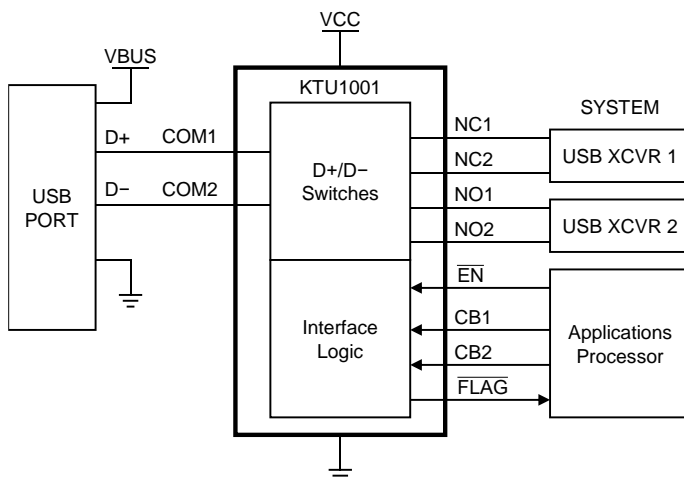 VCC
VBUS
KTU1001
SYSTEM
D+ COM1
NC1
USB XCVR 1
NC2
D− COM2
D+/D−
Switches
NO1
USB XCVR 2
NO2
USB
PORT
EN
Interface
Logic
CB1
Applications
Processor
CB2
FLAG